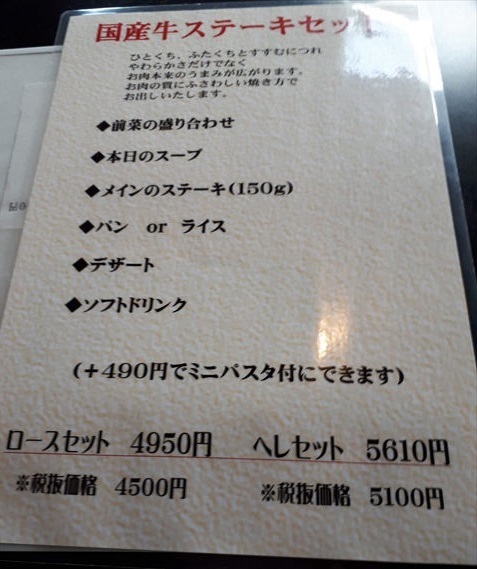 国産牛ステーキセット
ひとくち、ふたくちとすすむにつれ
やわらかさだけでなく
お肉本来のうまみが広がります。
お肉の質にふさわしい焼き方で
お出しいたします。
◆前菜の盛り合わせ
◆本日のスープ
◆メインのステーキ(150g)
◆パン or ライス
◆デザート
◆ソフトドリンク
(+490円でミニパスタ付にできます)
ロースセット 4950円 ヘレセット 5610円
※税抜価格 4500円 ※税抜価格 5100円